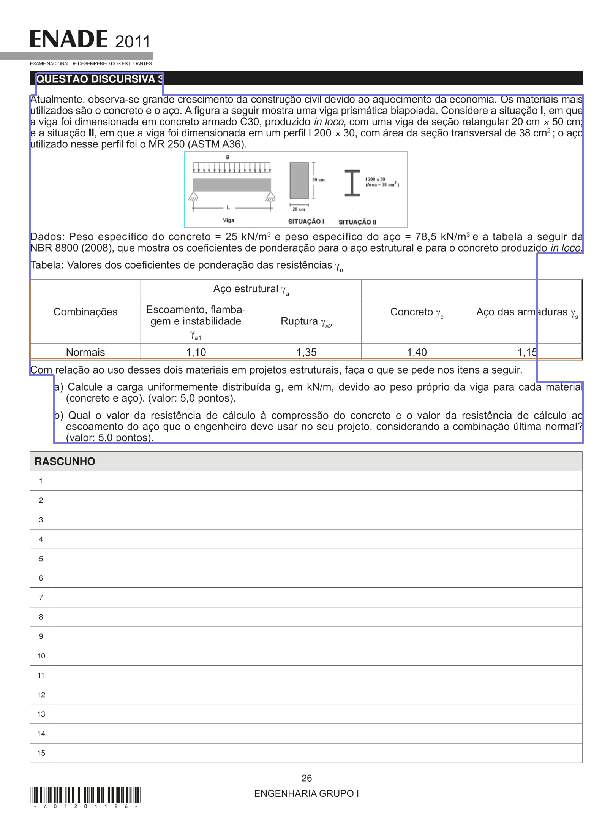 ENADE 2011
EXAME NACIONAL DE DESEMPENHO DOS ESTUDANTES
QUESTÃO DISCURSIVA 3
Atualmente, observa-se grande crescimento da construção civil devido ao aquecimento da economia. Os materiais mais
utilizados são o concreto e o aço. A figura a seguir mostra uma viga prismática biapoiada. Considere a situação I, em que
a viga foi dimensionada em concreto armado C30, produzido in loco, com uma viga de seção retangular 20 cm × 50 cm;
e a situação II, em que a viga foi dimensionada em um perfil I 200 × 30, com área da seção transversal de 38 cm²; o aço
utilizado nesse perfil foi o MR 250 (ASTM A36).
g
L
Viga
50 cm
20 cm
SITUAÇÃO I
I 200 x 30
(Área = 38 cm²)
SITUAÇÃO II
Dados: Peso específico do concreto = 25 kN/m³ e peso específico do aço = 78,5 kN/m³ e a tabela a seguir da
NBR 8800 (2008), que mostra os coeficientes de ponderação para o aço estrutural e para o concreto produzido in loco.
Tabela: Valores dos coeficientes de ponderação das resistências γm
Combinações
Aço estrutural γa
Escoamento, flamba-
gem e instabilidade
γa1
Ruptura γa2
Concreto γc
Aço das armaduras γs
Normais 1,10 1,35 1,40 1,15
Com relação ao uso desses dois materiais em projetos estruturais, faça o que se pede nos itens a seguir.
a) Calcule a carga uniformemente distribuída g, em kN/m, devido ao peso próprio da viga para cada material
(concreto e aço). (valor: 5,0 pontos).
b) Qual o valor da resistência de cálculo à compressão do concreto e o valor da resistência de cálculo ao
escoamento do aço que o engenheiro deve usar no seu projeto, considerando a combinação última normal?
(valor: 5,0 pontos).
RASCUNHO
1
2
3
4
5
6
7
8
9
10
11
12
13
14
15
26
ENGENHARIA GRUPO I